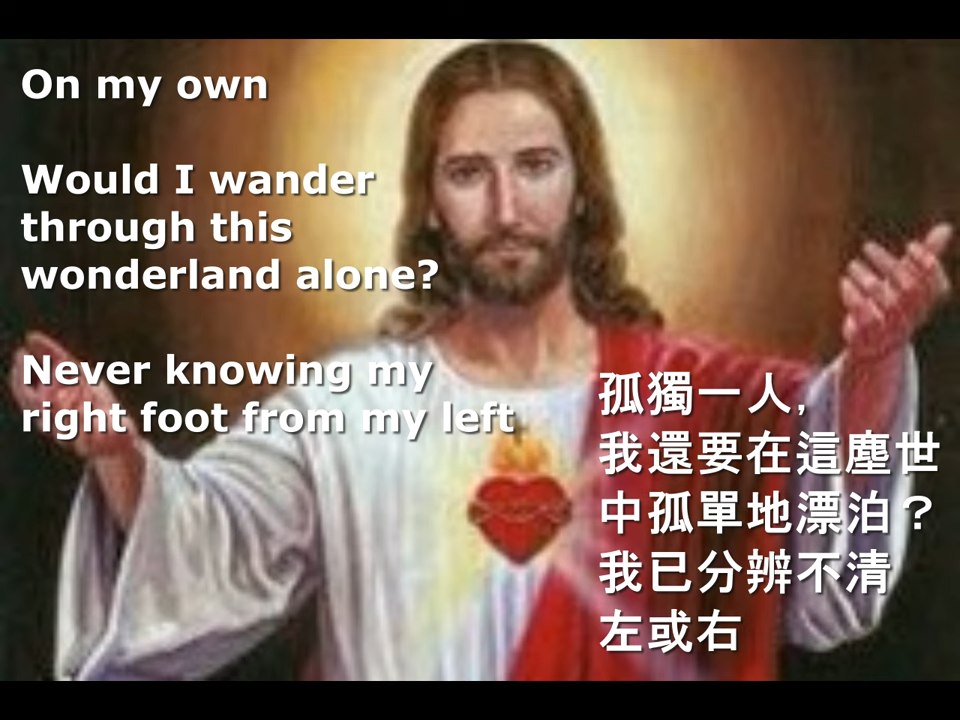 On my own
Would I wander
through this
wonderland alone?
Never knowing my
right foot from my left
孤獨一人,
我還要在這塵世
中孤單地漂泊？
我已分辨不清
左或右